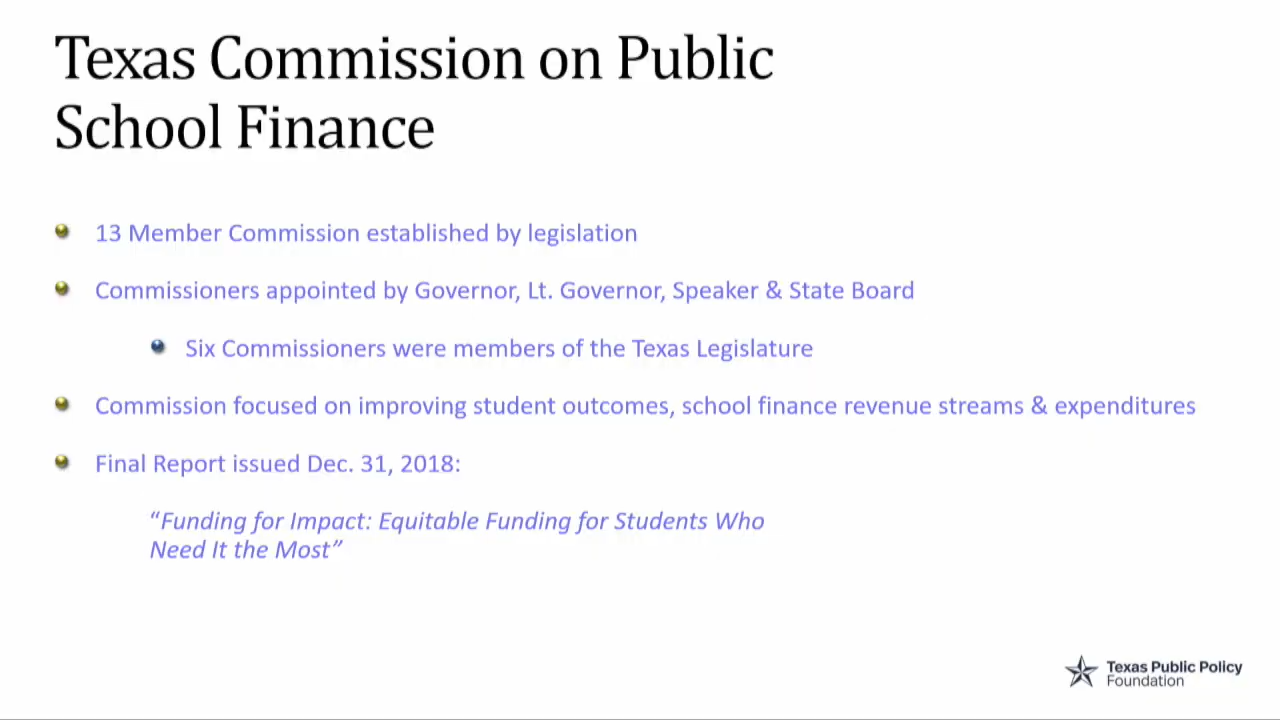 Texas Commission on Public
School Finance
13 Member Commission established by legislation
Commissioners appointed by Governor, Lt. Governor, Speaker & State Board
Six Commissioners were members of the Texas Legislature
Commission focused on improving student outcomes, school finance revenue streams & expenditures
Final Report issued Dec. 31, 2018:
“Funding for Impact: Equitable Funding for Students Who
Need It the Most”
Texas Public Policy
Foundation